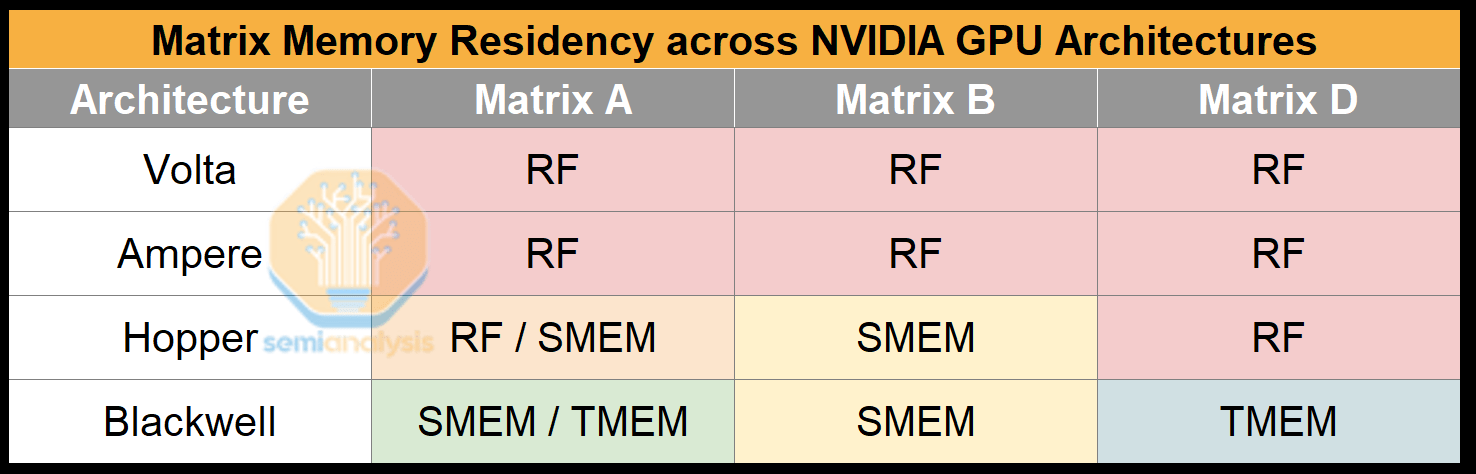 Matrix Memory Residency across NVIDIA GPU Architectures
Architecture Matrix A Matrix B Matrix D
Volta RF RF RF
Ampere RF RF RF
Hopper RF / SMEM SMEM RF
semianalysis
Blackwell SMEM / TMEM SMEM TMEM